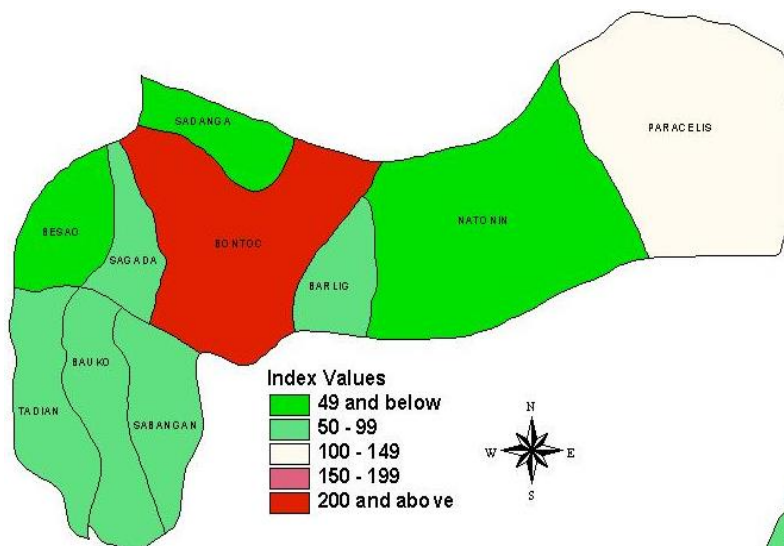 PARACELIS
SADANGA
NATONIN
BESAO
BONTOC
SAGADA
BARLIG
BAUKO
TADIAN
SABANGAN
Index Values
49 and below
50 - 99
100 - 149
150 - 199
200 and above
N
W E
S